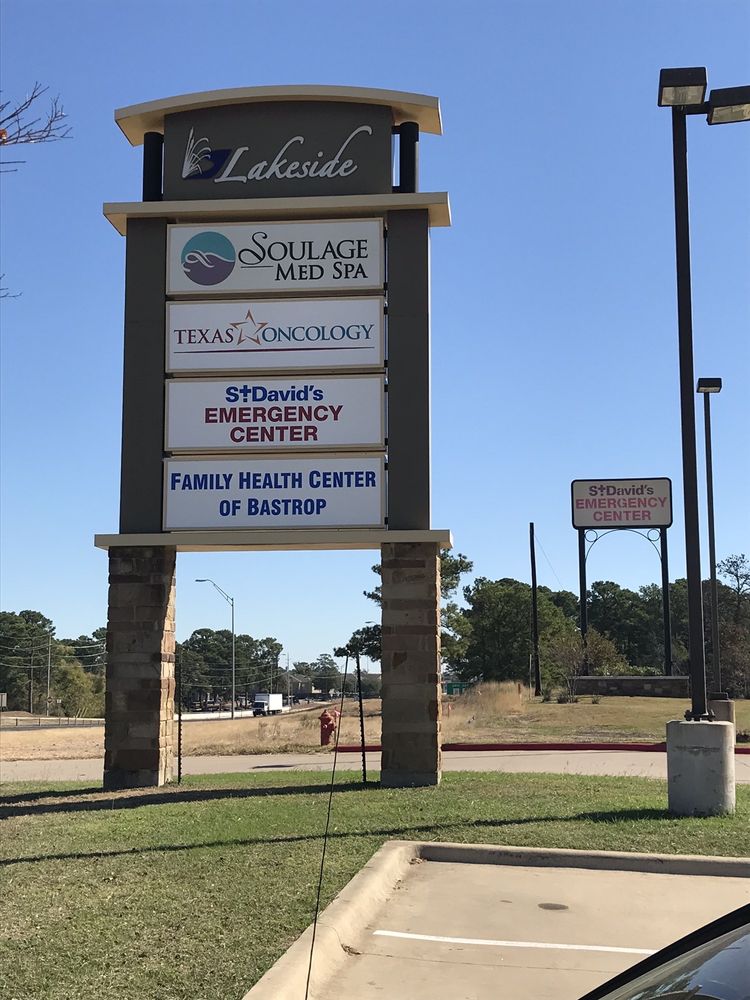 Lakeside
SOULAGE
MED SPA
TEXAS ONCOLOGY
St David's
EMERGENCY
CENTER
FAMILY HEALTH CENTER
OF BASTROP
St David's
EMERGENCY
CENTER